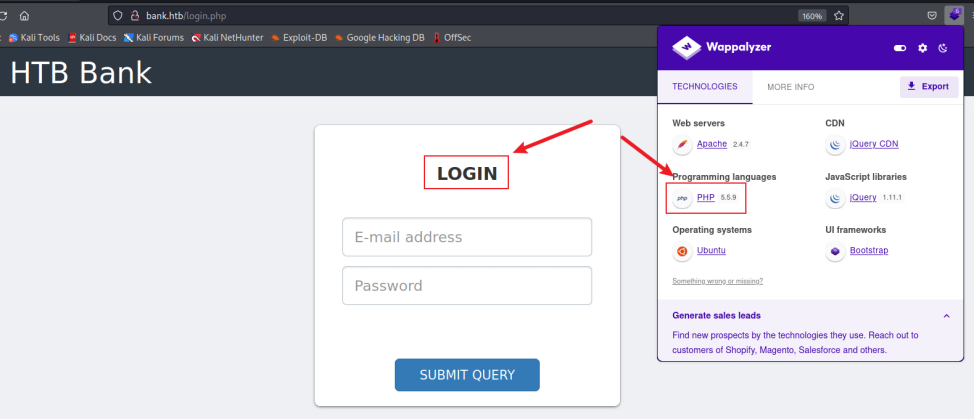 bank.htb/login.php
160%
6
Kali Tools Kali Docs Kali Forums Kali NetHunter Exploit-DB Google Hacking DB OffSec
HTB Bank
LOGIN
E-mail address
Password
SUBMIT QUERY
Wappalyzer
TECHNOLOGIES MORE INFO Export
Web servers CDN
Apache 2.4.7 jQuery CDN
Programming languages JavaScript libraries
php PHP 5.5.9 jQuery 1.11.1
Operating systems UI frameworks
Ubuntu Bootstrap
Something wrong or missing?
Generate sales leads
Find new prospects by the technologies they use. Reach out to
customers of Shopify, Magento, Salesforce and others.